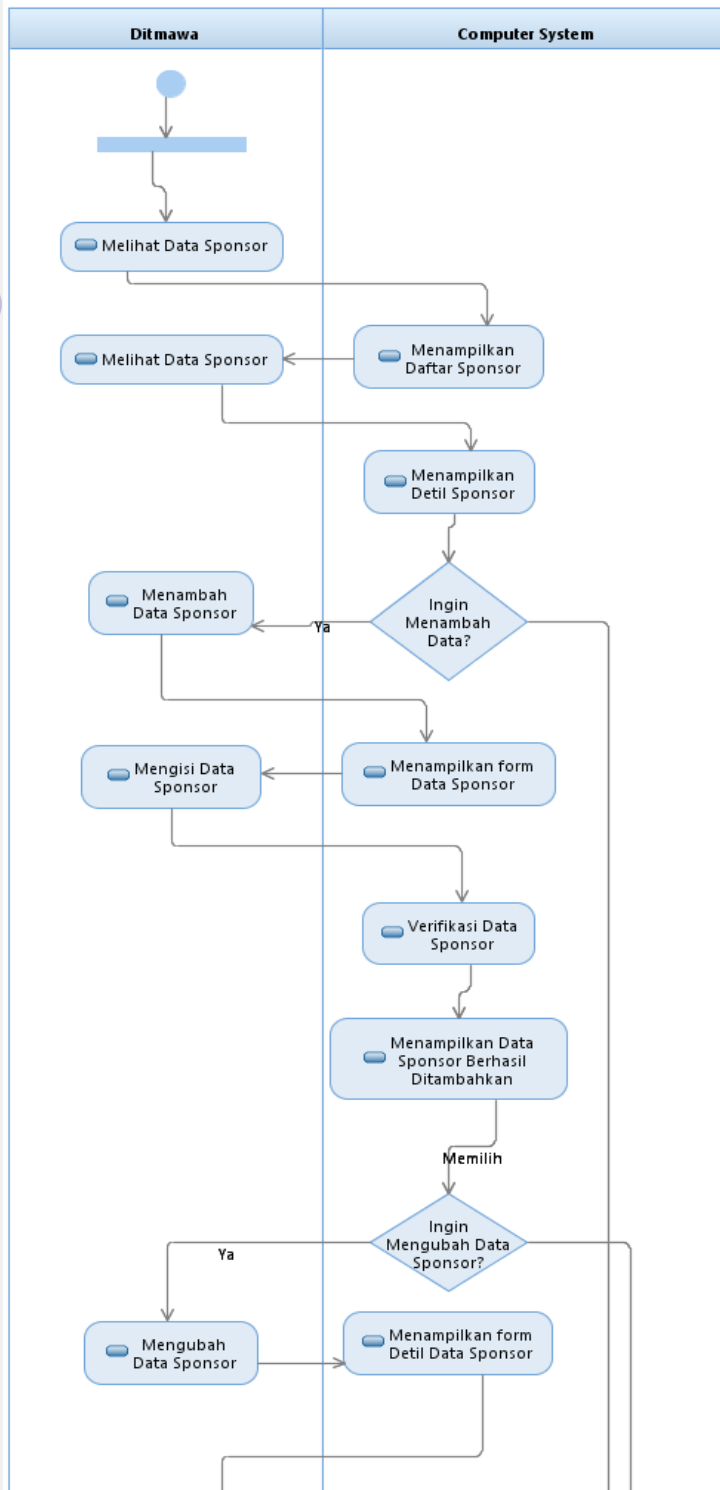 Ditmawa
Computer System
Melihat Data Sponsor
Menampilkan
Daftar Sponsor
Melihat Data Sponsor
Menampilkan
Detil Sponsor
Ingin
Menambah
Data?
Ya
Menambah
Data Sponsor
Menampilkan form
Data Sponsor
Mengisi Data
Sponsor
Verifikasi Data
Sponsor
Menampilkan Data
Sponsor Berhasil
Ditambahkan
Memilih
Ingin
Mengubah Data
Sponsor?
Ya
Mengubah
Data Sponsor
Menampilkan form
Detil Data Sponsor